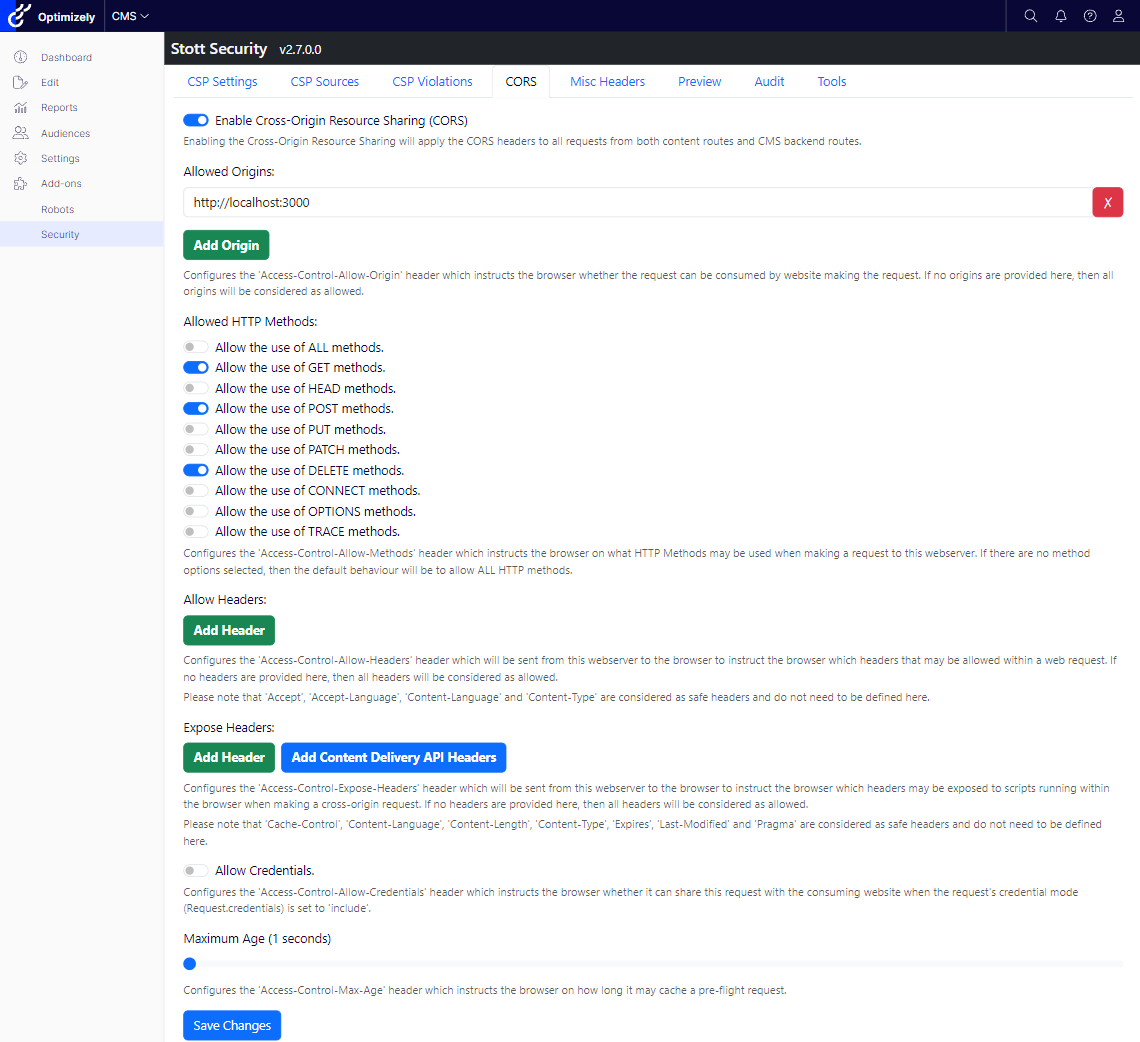 Optimizely CMS
Stott Security v2.7.0.0
Dashboard
Edit
Reports
Audiences
Settings
Add-ons
Robots
Security
CSP Settings CSP Sources CSP Violations CORS Misc Headers Preview Audit Tools
Enable Cross-Origin Resource Sharing (CORS)
Enabling the Cross-Origin Resource Sharing will apply the CORS headers to all requests from both content routes and CMS backend routes.
Allowed Origins:
http://localhost:3000 X
Add Origin
Configures the 'Access-Control-Allow-Origin' header which instructs the browser whether the request can be consumed by website making the request. If no origins are provided here, then all
origins will be considered as allowed.
Allowed HTTP Methods:
Allow the use of ALL methods.
Allow the use of GET methods.
Allow the use of HEAD methods.
Allow the use of POST methods.
Allow the use of PUT methods.
Allow the use of PATCH methods.
Allow the use of DELETE methods.
Allow the use of CONNECT methods.
Allow the use of OPTIONS methods.
Allow the use of TRACE methods.
Configures the 'Access-Control-Allow-Methods' header which instructs the browser on what HTTP Methods may be used when making a request to this webserver. If there are no method
options selected, then the default behaviour will be to allow ALL HTTP methods.
Allow Headers:
Add Header
Configures the 'Access-Control-Allow-Headers' header which will be sent from this webserver to the browser to instruct the browser which headers that may be allowed within a web request. If
no headers are provided here, then all headers will be considered as allowed.
Please note that 'Accept', 'Accept-Language', 'Content-Language' and 'Content-Type' are considered as safe headers and do not need to be defined here.
Expose Headers:
Add Header Add Content Delivery API Headers
Configures the 'Access-Control-Expose-Headers' header which will be sent from this webserver to the browser to instruct the browser which headers may be exposed to scripts running within
the browser when making a cross-origin request. If no headers are provided here, then all headers will be considered as allowed.
Please note that 'Cache-Control', 'Content-Language', 'Content-Length', 'Content-Type', 'Expires', 'Last-Modified' and 'Pragma' are considered as safe headers and do not need to be defined
here.
Allow Credentials.
Configures the 'Access-Control-Allow-Credentials' header which instructs the browser whether it can share this request with the consuming website when the request's credential mode
(Request.credentials) is set to 'include'.
Maximum Age (1 seconds)
Configures the 'Access-Control-Max-Age' header which instructs the browser on how long it may cache a pre-flight request.
Save Changes